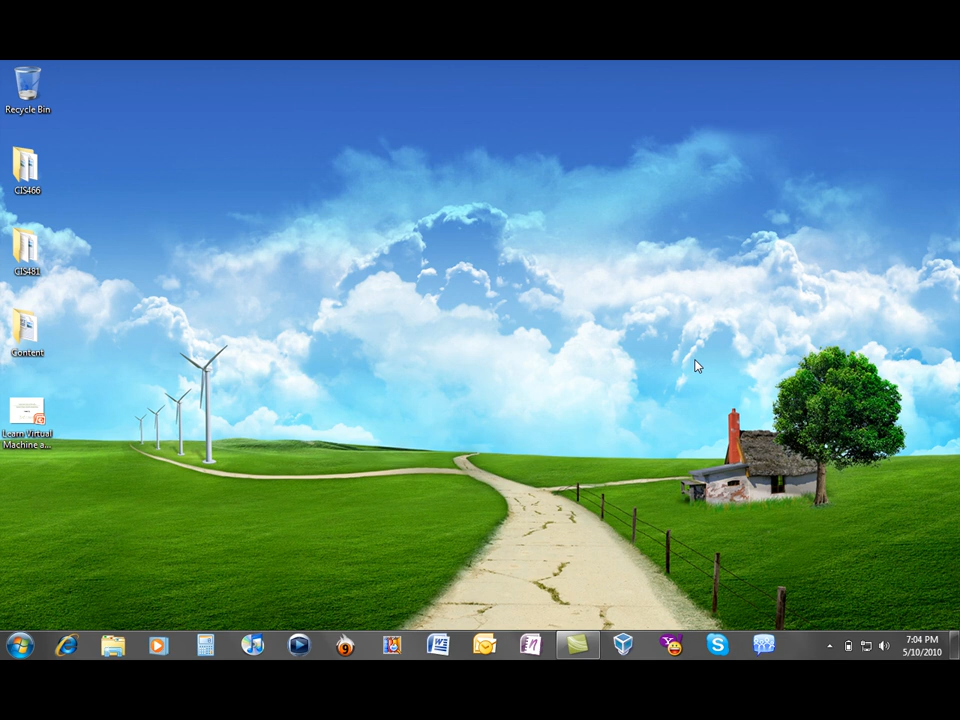 Recycle Bin
CIS466
CIS481
Content
Learn Virtual
Machine a...
7:04 PM
5/10/2010